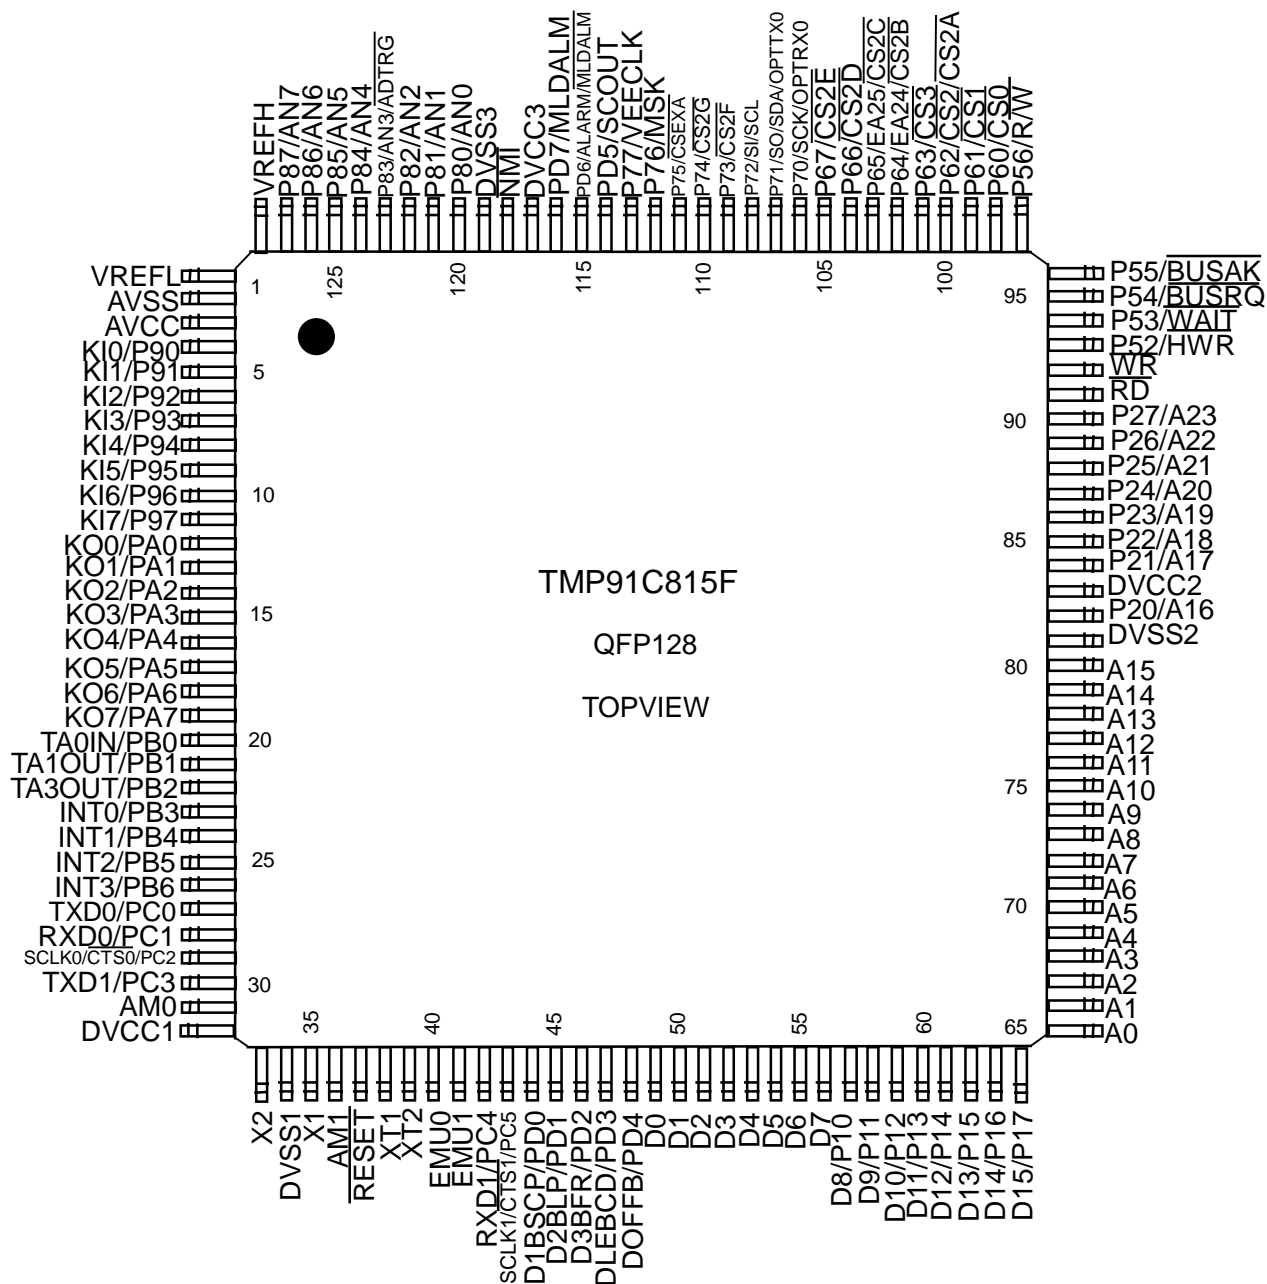 VREFH
P87/AN7
P86/AN6
P85/AN5
P84/AN4
P83/AN3/ADTRG
P82/AN2
P81/AN1
P80/AN0
DVSS3
NMI
DVCC3
PD7/MLDALM
PD6/ALARM/MLDALM
PD5/SCOUT
P77/VEECLK
P76/MSK
P75/CSEXA
P74/CS2G
P73/CS2F
P72/SI/SCL
P71/SO/SDA/OPTTX0
P70/SCK/OPTRX0
P67/CS2E
P66/CS2D
P65/EA25/CS2C
P64/EA24/CS2B
P63/CS3
P62/CS2/CS2A
P61/CS1
P60/CS0
P56/R/W
VREFL
AVSS
AVCC
KI0/P90
KI1/P91
KI2/P92
KI3/P93
KI4/P94
KI5/P95
KI6/P96
KI7/P97
KO0/PA0
KO1/PA1
KO2/PA2
KO3/PA3
KO4/PA4
KO5/PA5
KO6/PA6
KO7/PA7
TA0IN/PB0
TA1OUT/PB1
TA3OUT/PB2
INT0/PB3
INT1/PB4
INT2/PB5
INT3/PB6
TXD0/PC0
RXD0/PC1
SCLK0/CTS0/PC2
TXD1/PC3
AM0
DVCC1
1
5
10
15
20
25
30
125
120
115
110
105
100
TMP91C815F
QFP128
TOPVIEW
95
90
85
80
75
70
65
35
40
45
50
55
60
P55/BUSAK
P54/BUSRQ
P53/WAIT
P52/HWR
WR
RD
P27/A23
P26/A22
P25/A21
P24/A20
P23/A19
P22/A18
P21/A17
DVCC2
P20/A16
DVSS2
A15
A14
A13
A12
A11
A10
A9
A8
A7
A6
A5
A4
A3
A2
A1
A0
X2
DVSS1
X1
AM1
RESET
XT1
XT2
EMU0
EMU1
RXD1/PC4
SCLK1/CTS1/PC5
D1BSCP/PD0
D2BLP/PD1
D3BFR/PD2
DLEBCD/PD3
DOFFB/PD4
D0
D1
D2
D3
D4
D5
D6
D7
D8/P10
D9/P11
D10/P12
D11/P13
D12/P14
D13/P15
D14/P16
D15/P17